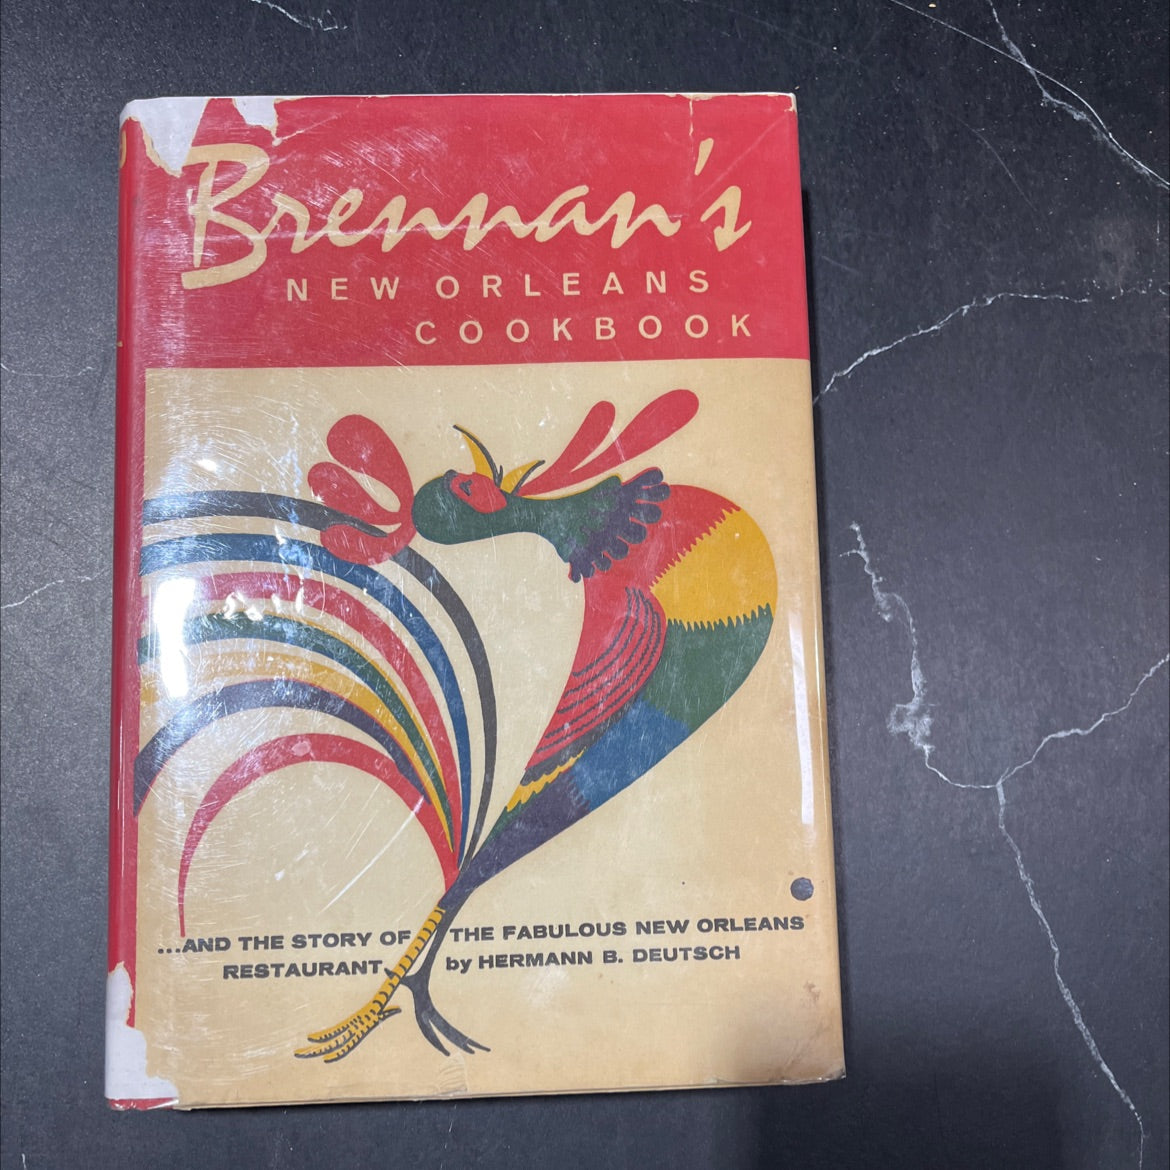 Brennan's
NEW ORLEANS
COOKBOOK
...AND THE STORY OF THE FABULOUS NEW ORLEANS
RESTAURANT by HERMANN B. DEUTSCH